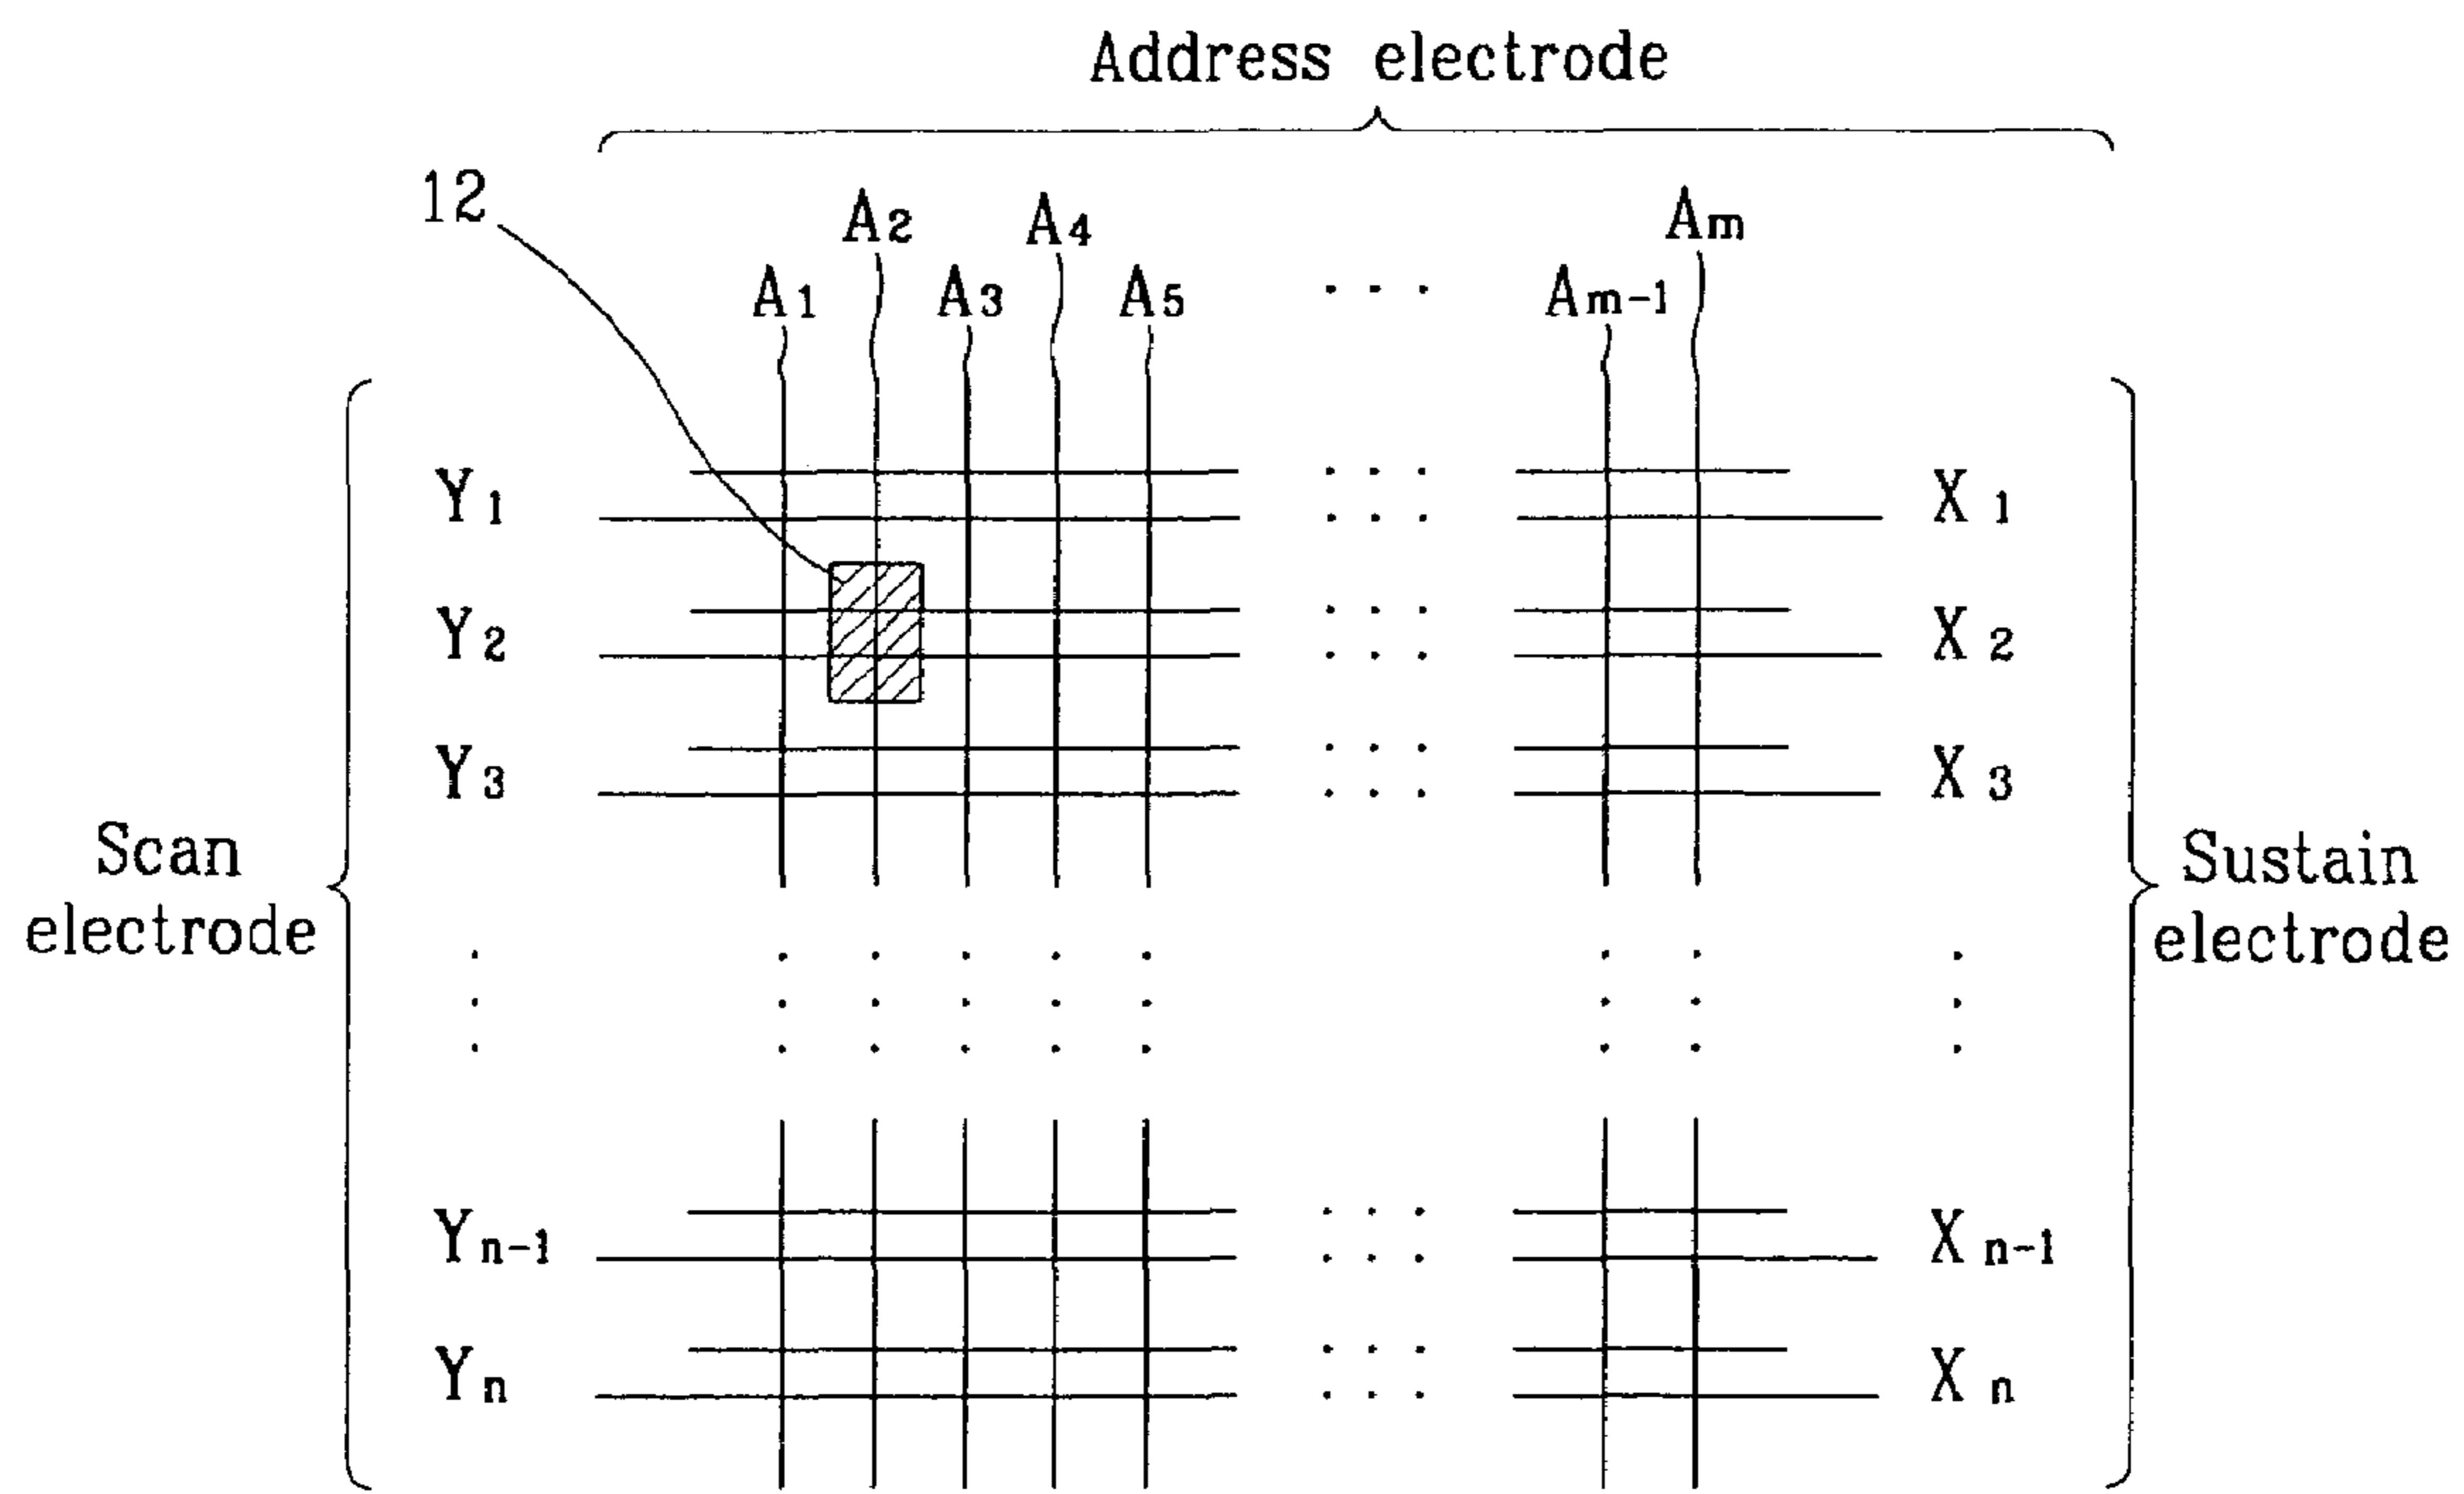 Address electrode
12
A2 A4 Am
A1 A3 A5 ... Am-1
Y1 ... X1
Y2 ... X2
Y3 ... X3
Scan
electrode
Sustain
electrode
Yn-1 ... Xn-1
Yn ... Xn